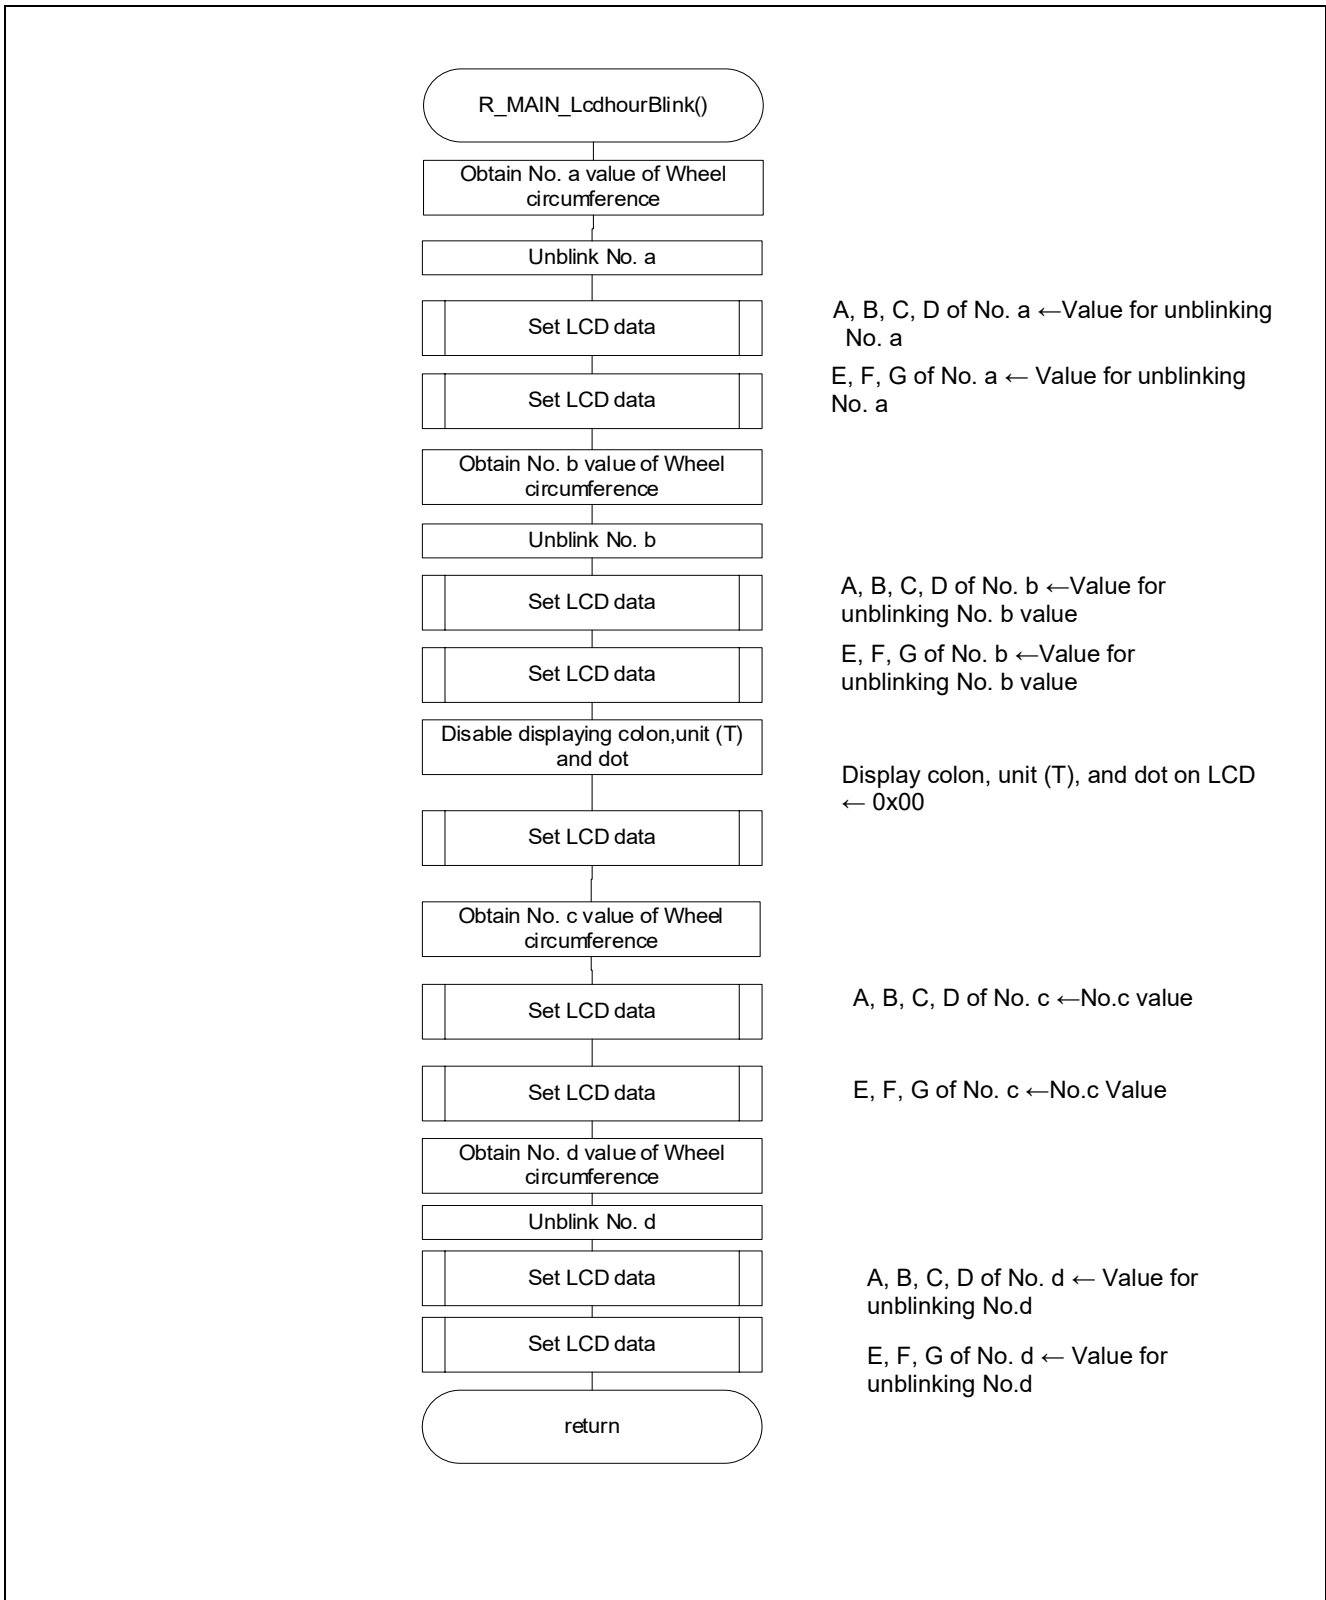 R_MAIN_LcdhourBlink()
Obtain No. a value of Wheel
circumference
Unblink No. a
Set LCD data
A, B, C, D of No. a ←Value for unblinking
No. a
Set LCD data
E, F, G of No. a ← Value for unblinking
No. a
Obtain No. b value of Wheel
circumference
Unblink No. b
Set LCD data
A, B, C, D of No. b ←Value for
unblinking No. b value
Set LCD data
E, F, G of No. b ←Value for
unblinking No. b value
Disable displaying colon,unit (T)
and dot
Display colon, unit (T), and dot on LCD
← 0x00
Set LCD data
Obtain No. c value of Wheel
circumference
Set LCD data
A, B, C, D of No. c ←No.c value
Set LCD data
E, F, G of No. c ←No.c Value
Obtain No. d value of Wheel
circumference
Unblink No. d
Set LCD data
A, B, C, D of No. d ← Value for
unblinking No.d
Set LCD data
E, F, G of No. d ← Value for
unblinking No.d
return